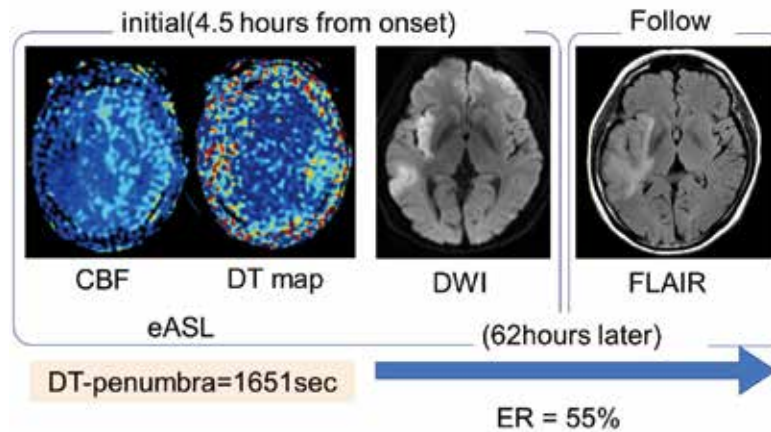 initial(4.5 hours from onset)
Follow
CBF
DT map
DWI
FLAIR
eASL
(62hours later)
DT-penumbra=1651sec
ER = 55%